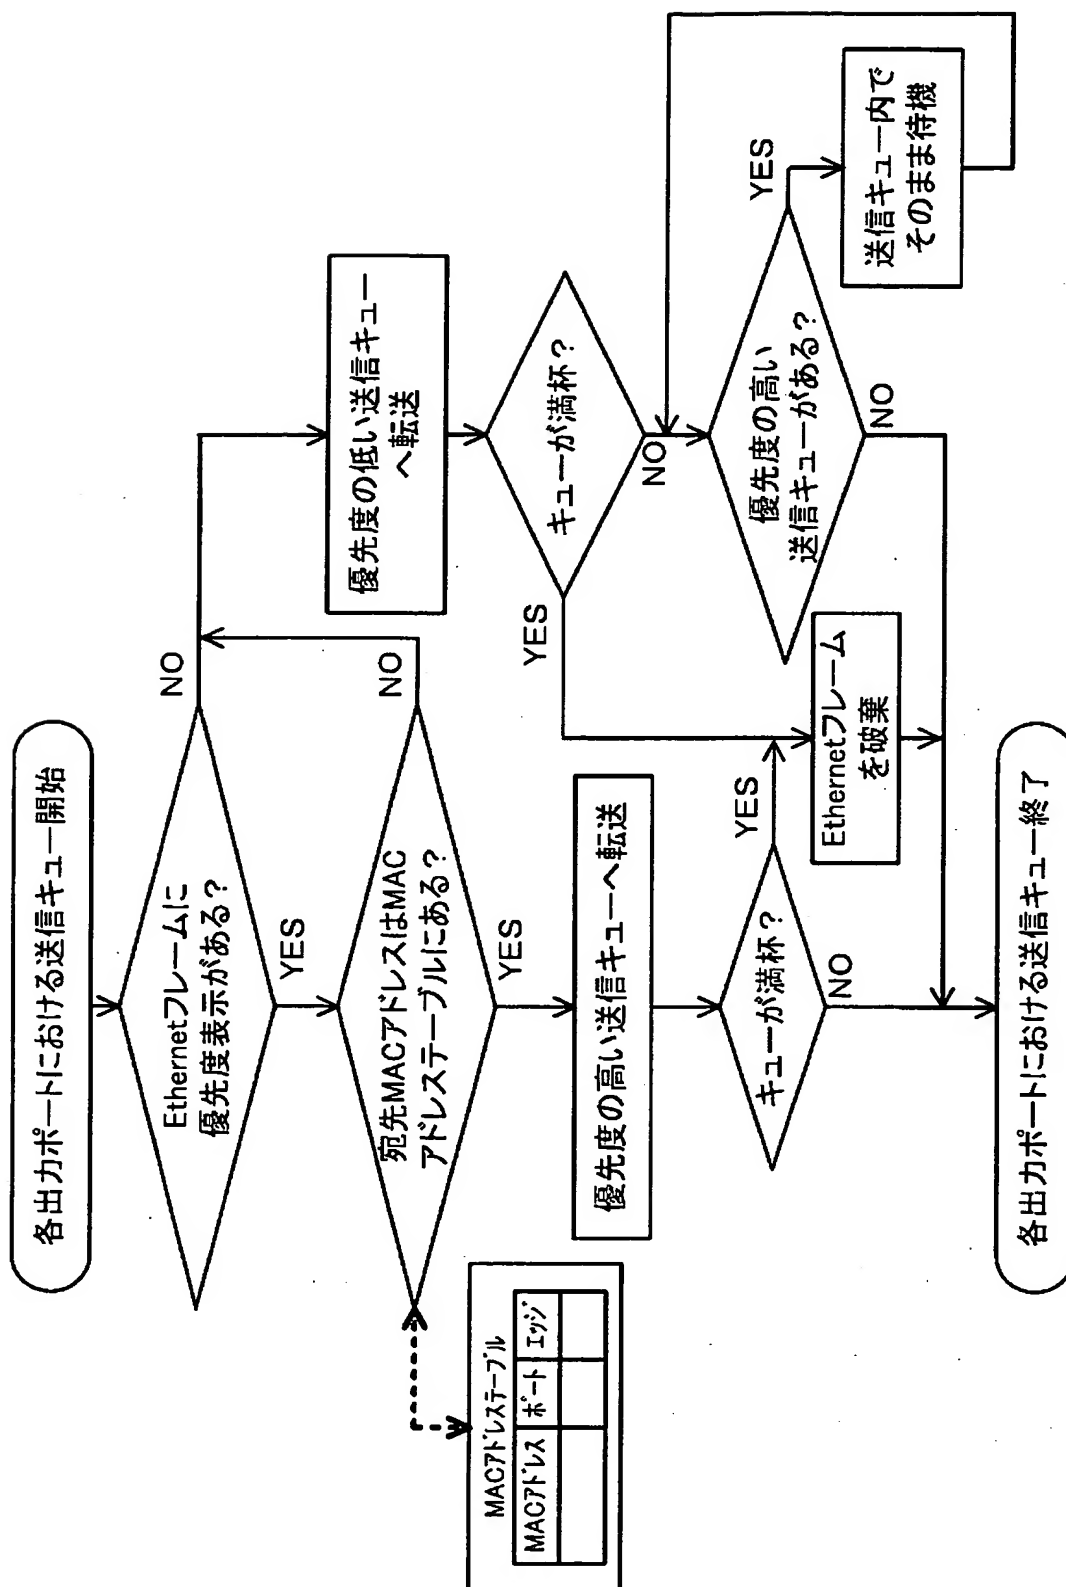 各出力ポートにおける送信キュー開始
Ethernetフレームに
優先度表示がある？
NO
YES
宛先MACアドレスはMAC
アドレステーブルにある？
NO
YES
MACアドレステーブル
MACアドレス
ポート
エッジ
優先度の高い送信キューへ転送
キューが満杯？
YES
NO
優先度の低い送信キュー
へ転送
キューが満杯？
YES
NO
優先度の高い
送信キューがある？
YES
NO
送信キュー内で
そのまま待機
Ethernetフレーム
を破棄
各出力ポートにおける送信キュー終了